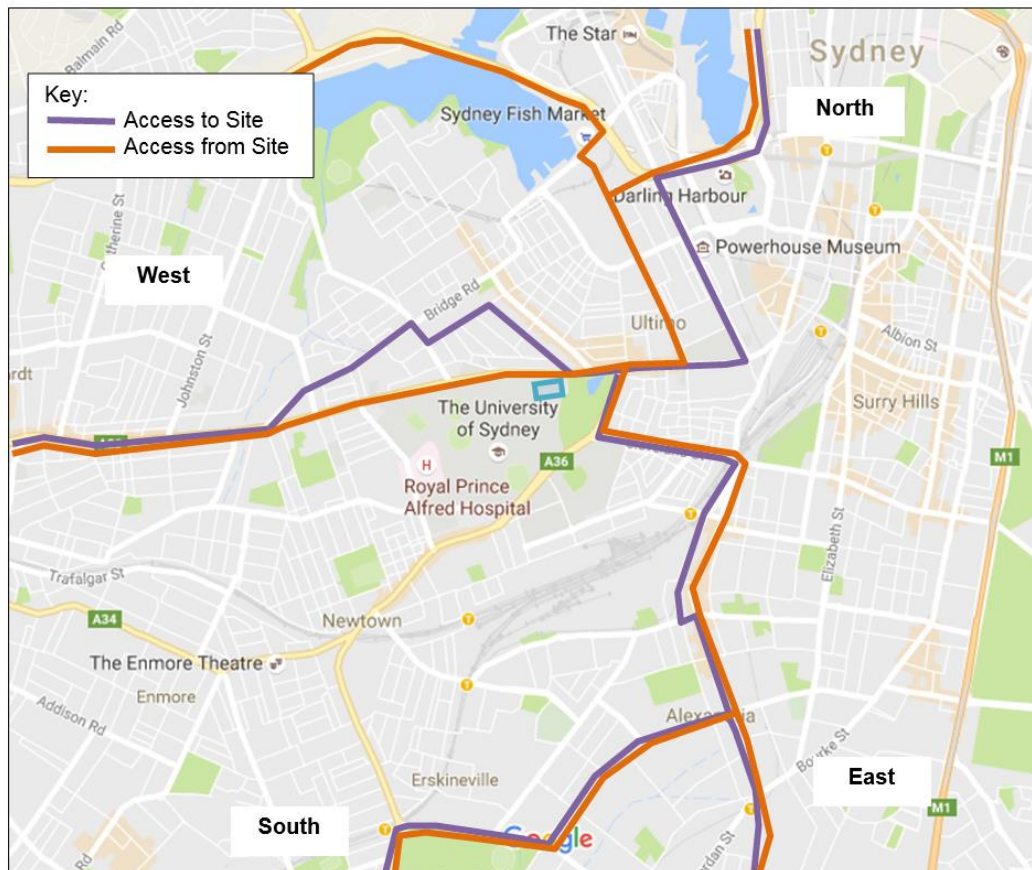 Balmain Rd
The Star
Sydney
Key:
Access to Site
Access from Site
North
Sydney Fish Market
Catherine St
Darling Harbour
Powerhouse Museum
West
Bridge Rd
Johnston St
Ultimo
Albion St
The University
of Sydney
Surry Hills
A36
M1
H
Royal Prince
Alfred Hospital
Elizabeth St
Trafalgar St
A34
Newtown
The Enmore Theatre
Enmore
Addison Rd
Alexandria
Bourke St
Erskineville
East
M1
South
Google